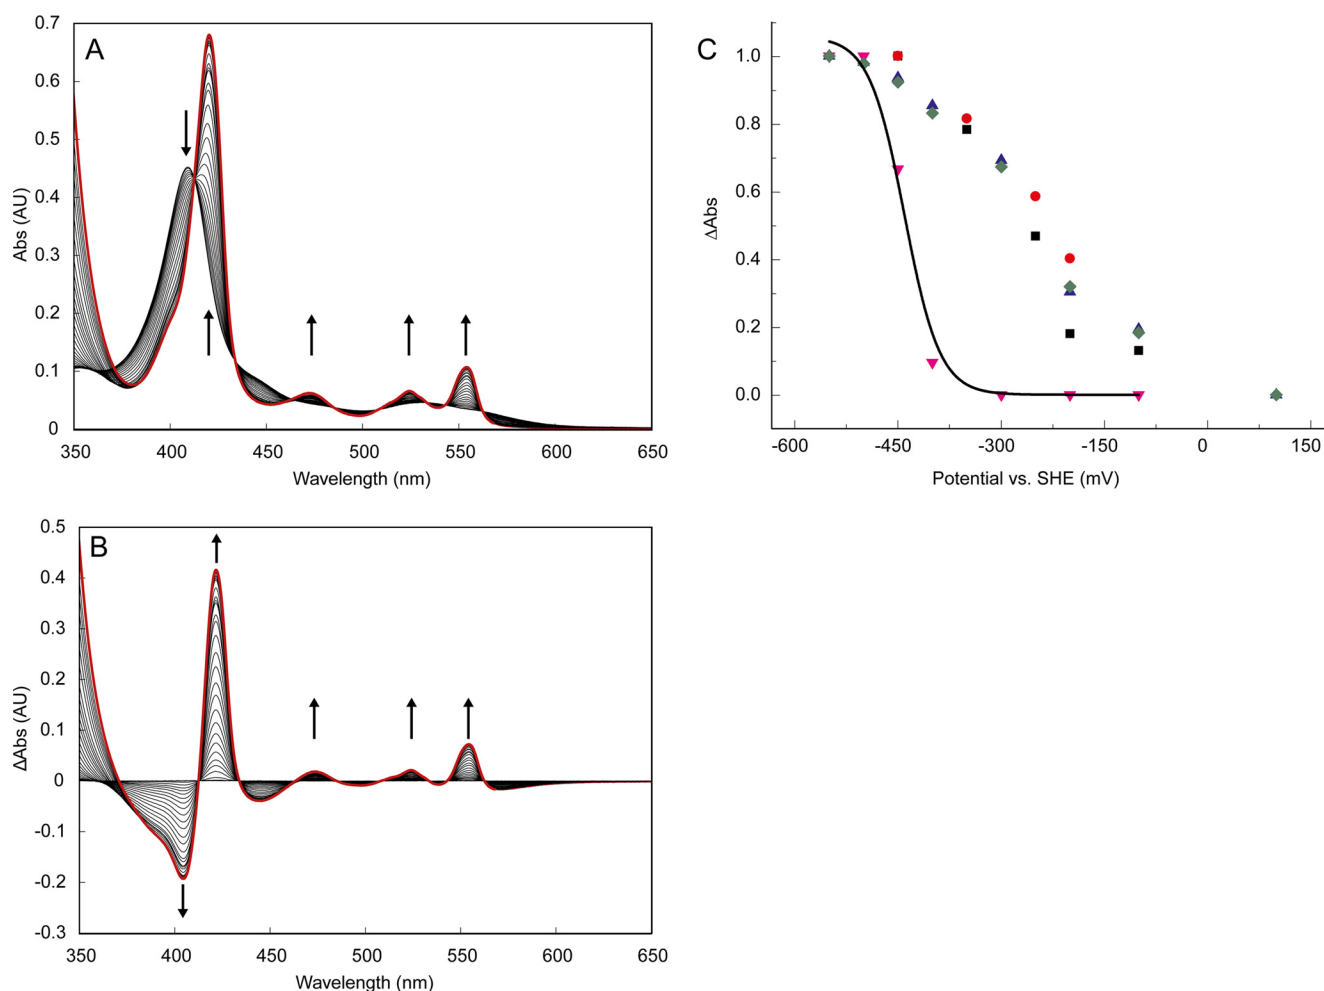 A
Abs (AU)
0.7
0.6
0.5
0.4
0.3
0.2
0.1
0
350 400 450 500 550 600 650
Wavelength (nm)
B
ΔAbs (AU)
0.5
0.4
0.3
0.2
0.1
0
-0.1
-0.2
-0.3
350 400 450 500 550 600 650
Wavelength (nm)
C
ΔAbs
1.0
0.8
0.6
0.4
0.2
0.0
-600 -450 -300 -150 0 150
Potential vs. SHE (mV)